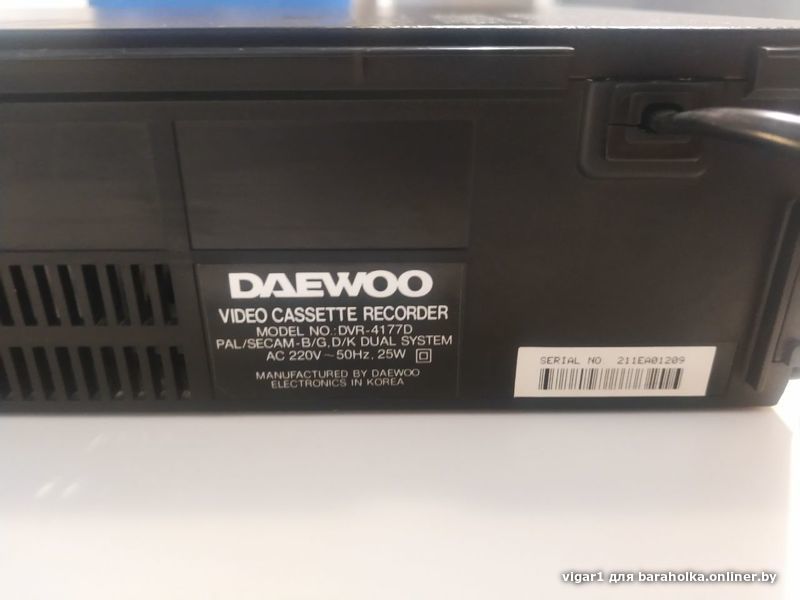 DAEWOO
VIDEO CASSETTE RECORDER
MODEL NO.:DVR-4177D
PAL/SECAM-B/G,D/K DUAL SYSTEM
AC 220V~50Hz, 25W
MANUFACTURED BY DAEWOO
ELECTRONICS IN KOREA
SERIAL NO: 211EA01209
vigar1 для baraholka.onliner.by